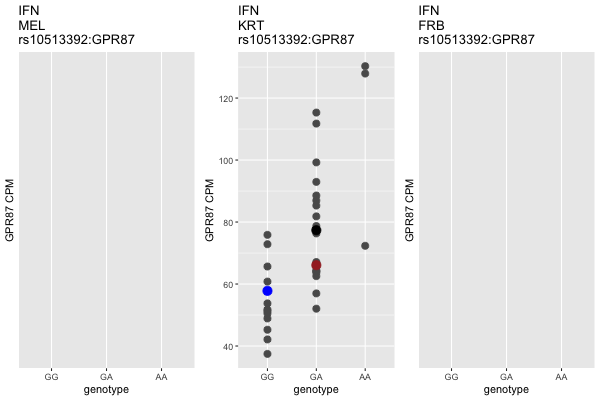 IFN
MEL
rs10513392:GPR87
GPR87 CPM
GG GA AA
genotype
IFN
KRT
rs10513392:GPR87
GPR87 CPM
120
100
80
60
40
GG GA AA
genotype
IFN
FRB
rs10513392:GPR87
GPR87 CPM
GG GA AA
genotype